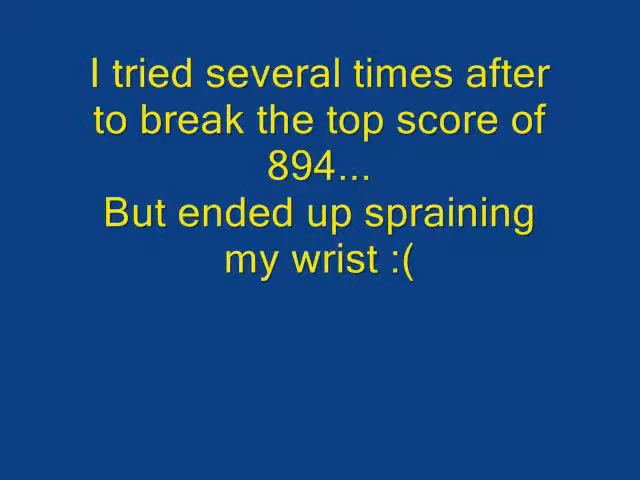 I tried several times after
to break the top score of
894...
But ended up spraining
my wrist :(